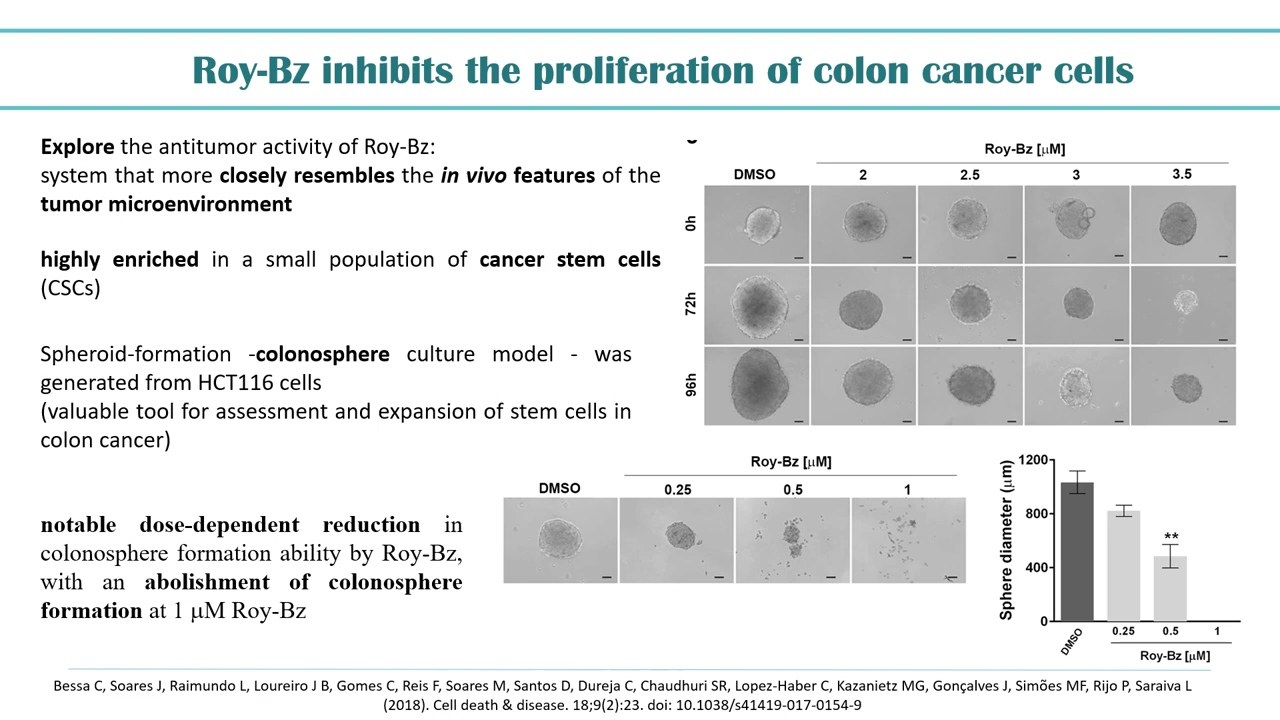 Roy-Bz inhibits the proliferation of colon cancer cells
Explore the antitumor activity of Roy-Bz:
system that more closely resembles the in vivo features of the
tumor microenvironment
highly enriched in a small population of cancer stem cells
(CSCs)
Spheroid-formation -colonosphere culture model - was
generated from HCT116 cells
(valuable tool for assessment and expansion of stem cells in
colon cancer)
notable dose-dependent reduction in
colonosphere formation ability by Roy-Bz,
with an abolishment of colonosphere
formation at 1 μM Roy-Bz
Roy-Bz [μM]
DMSO 2 2.5 3 3.5
0h
72h
96h
Roy-Bz [μM]
DMSO 0.25 0.5 1
Sphere diameter (μm)
1200
800
400
0
**
DMSO 0.25 0.5 1
Roy-Bz [μM]
Bessa C, Soares J, Raimundo L, Loureiro J B, Gomes C, Reis F, Soares M, Santos D, Dureja C, Chaudhuri SR, Lopez-Haber C, Kazanietz MG, Gonçalves J, Simões MF, Rijo P, Saraiva L
(2018). Cell death & disease. 18;9(2):23. doi: 10.1038/s41419-017-0154-9